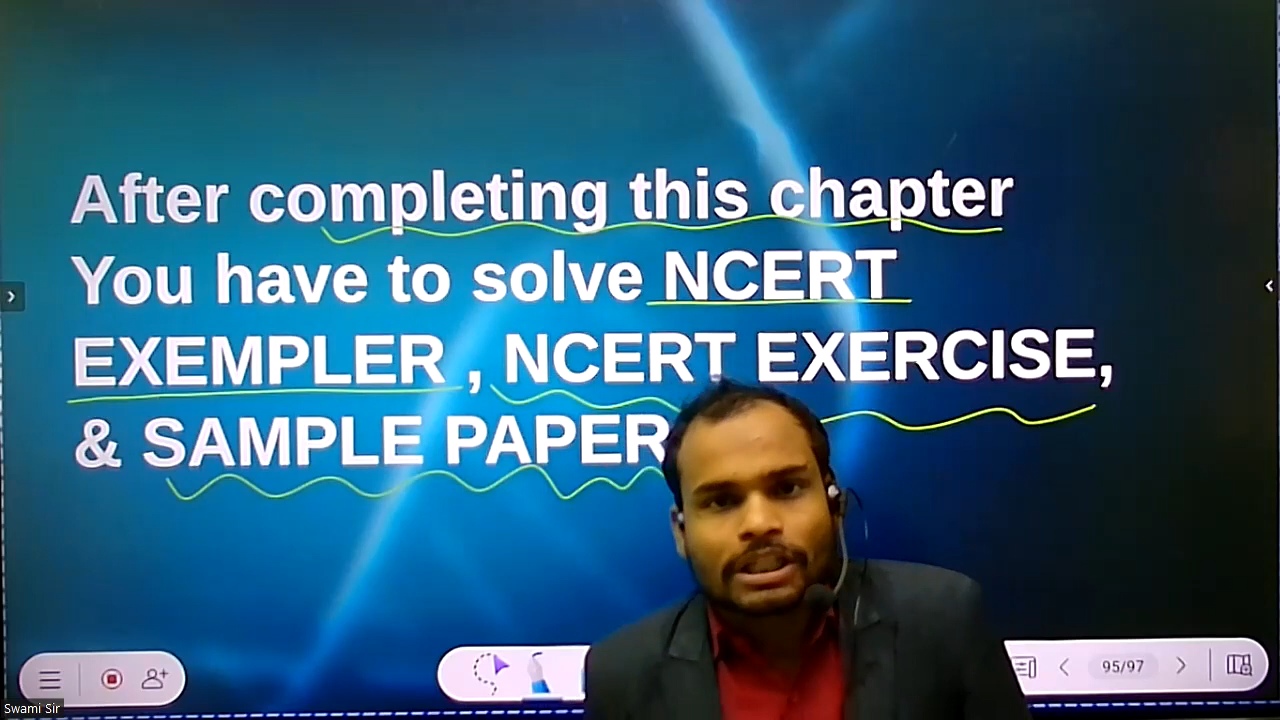 After completing this chapter
You have to solve NCERT
EXEMPLER , NCERT EXERCISE,
& SAMPLE PAPER
95/97
Swami Sir